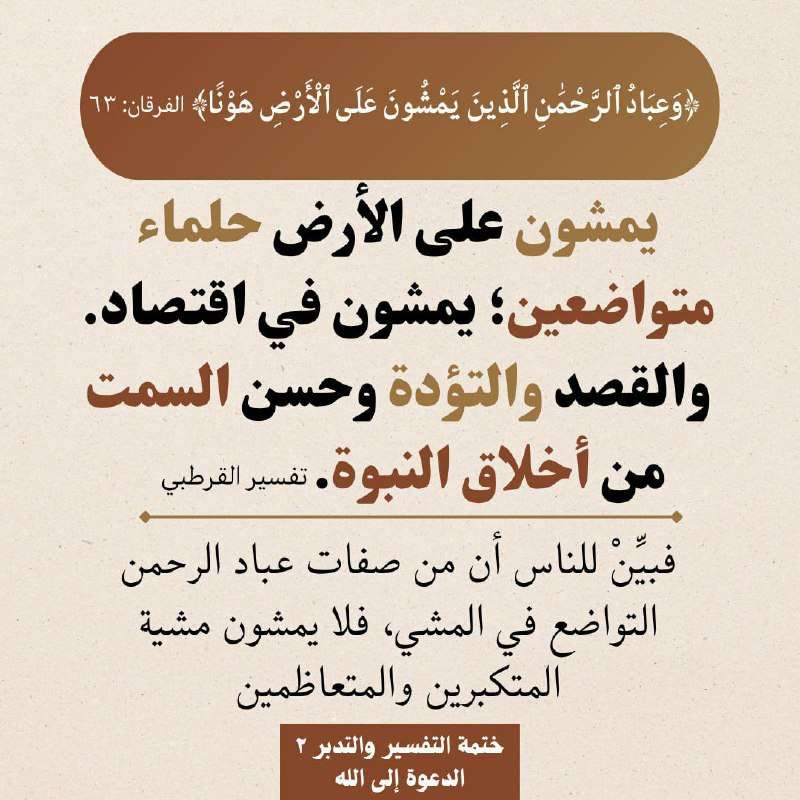 ﴿وَعِبَادُ ٱلرَّحْمَٰنِ ٱلَّذِينَ يَمْشُونَ عَلَى ٱلْأَرْضِ هَوْنًا﴾ الفرقان: ٦٣
يمشون على الأرض حلماء
متواضعين؛ يمشون في اقتصاد.
والقصد والتؤدة وحسن السمت
من أخلاق النبوة. تفسير القرطبي
فبيِّنْ للناس أن من صفات عباد الرحمن
التواضع في المشي، فلا يمشون مشية
المتكبرين والمتعاظمين
ختمة التفسير والتدبر ٢
الدعوة إلى الله